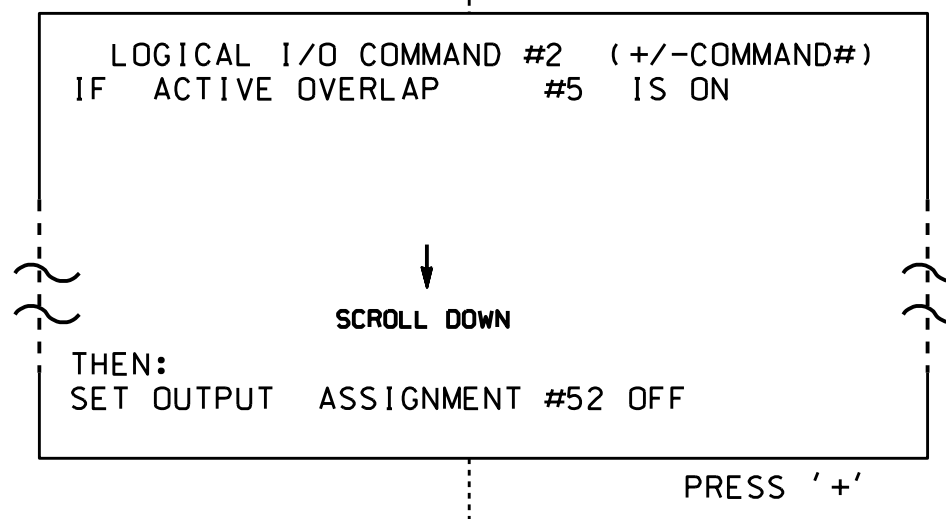 LOGICAL I/O COMMAND #2 (+/-COMMAND#)
IF ACTIVE OVERLAP #5 IS ON
SCROLL DOWN
THEN:
SET OUTPUT ASSIGNMENT #52 OFF
PRESS '+'